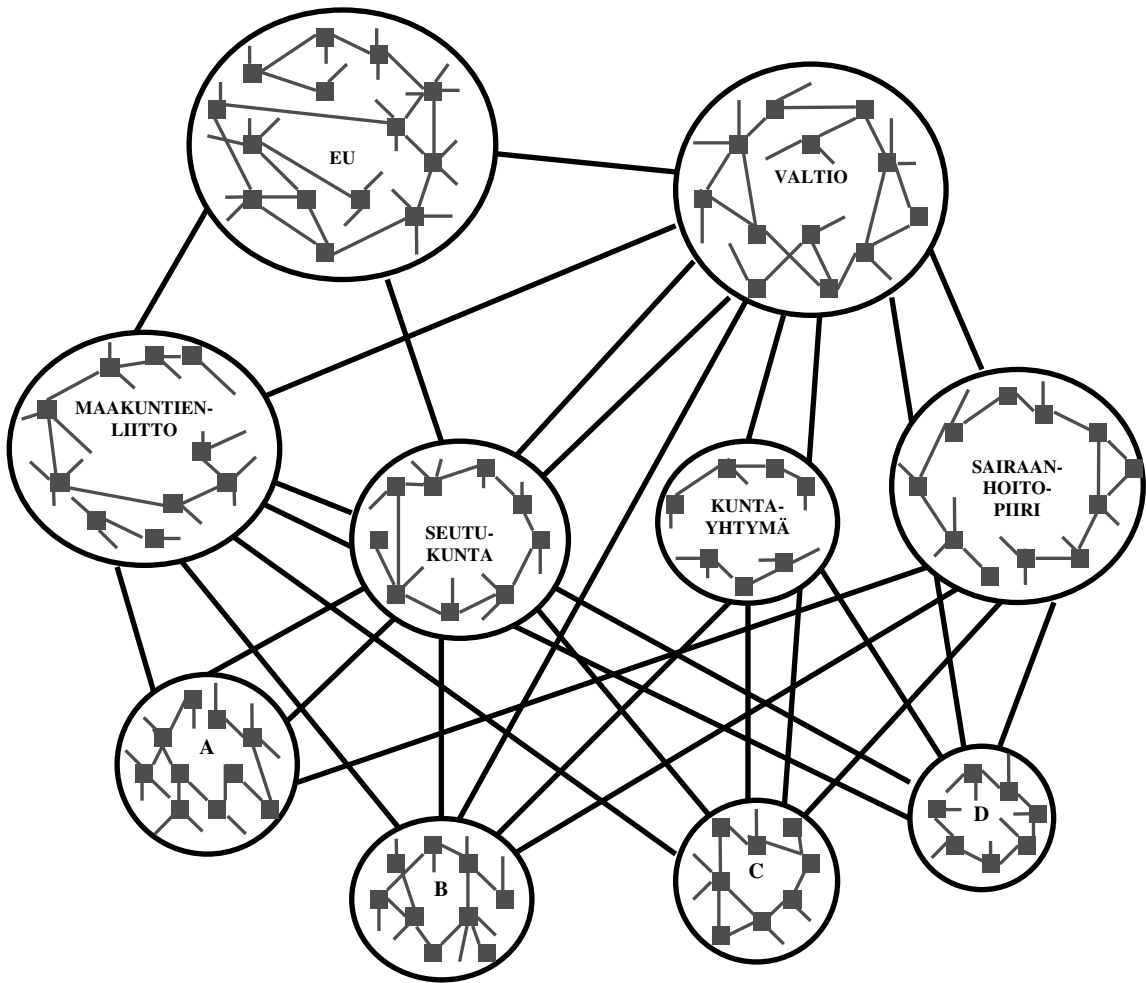 EU
VALTIO
MAAKUNTIEN-
LIITTO
SEUTU-
KUNTA
KUNTA-
YHTYMÄ
SAIRAAN-
HOITO-
PIIRI
A
B
C
D